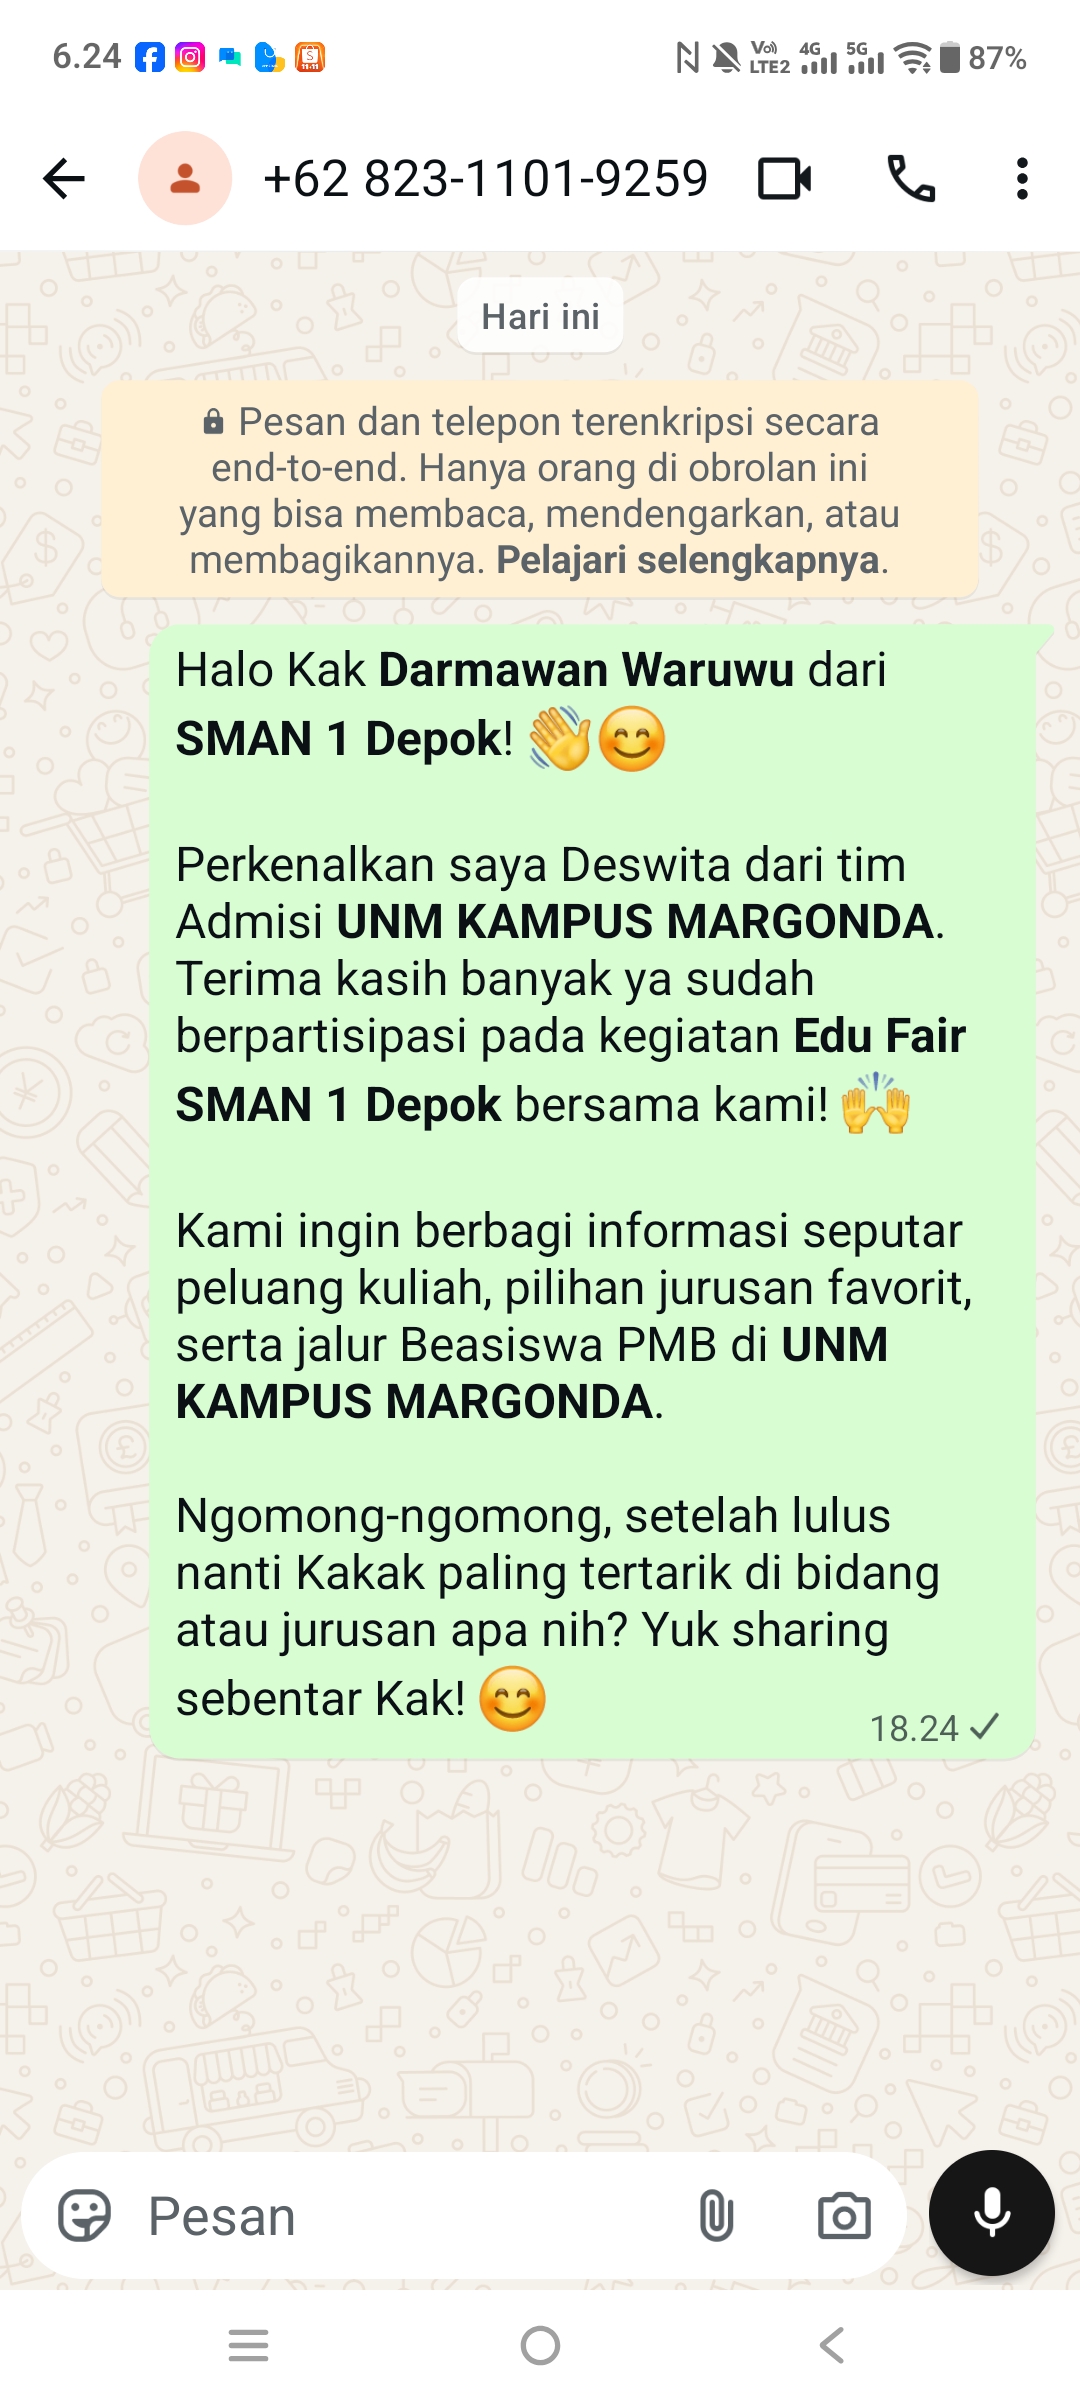 6.24
Vo) LTE2 4G 5G 87%
+62 823-1101-9259
Hari ini
Pesan dan telepon terenkripsi secara
end-to-end. Hanya orang di obrolan ini
yang bisa membaca, mendengarkan, atau
membagikannya. Pelajari selengkapnya.
Halo Kak Darmawan Waruwu dari
SMAN 1 Depok! 👋😊
Perkenalkan saya Deswita dari tim
Admisi UNM KAMPUS MARGONDA.
Terima kasih banyak ya sudah
berpartisipasi pada kegiatan Edu Fair
SMAN 1 Depok bersama kami! 🙌
Kami ingin berbagi informasi seputar
peluang kuliah, pilihan jurusan favorit,
serta jalur Beasiswa PMB di UNM
KAMPUS MARGONDA.
Ngomong-ngomong, setelah lulus
nanti Kakak paling tertarik di bidang
atau jurusan apa nih? Yuk sharing
sebentar Kak! 😊
18.24
Pesan